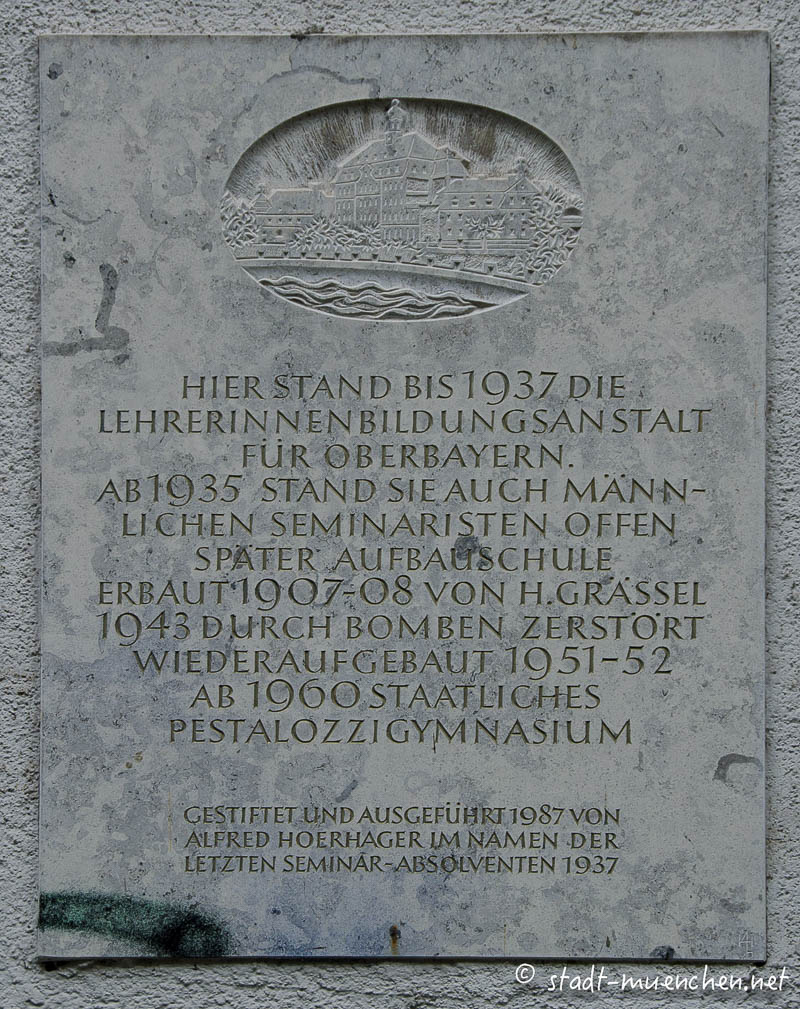 HIER STAND BIS 1937 DIE
LEHRERINNENBILDUNGSANSTALT
FÜR OBERBAYERN.
AB 1935 STAND SIE AUCH MÄNN-
LICHEN SEMINARISTEN OFFEN
SPÄTER AUFBAUSCHULE
ERBAUT 1907-08 VON H. GRÄSSEL
1943 DURCH BOMBEN ZERSTÖRT
WIEDERAUFGEBAUT 1951-52
AB 1960 STAATLICHES
PESTALOZZIGYMNASIUM
GESTIFTET UND AUSGEFÜHRT 1987 VON
ALFRED HOERHAGER IM NAMEN DER
LETZTEN SEMINAR-ABSOLVENTEN 1937
AH
© stadt-muenchen.net